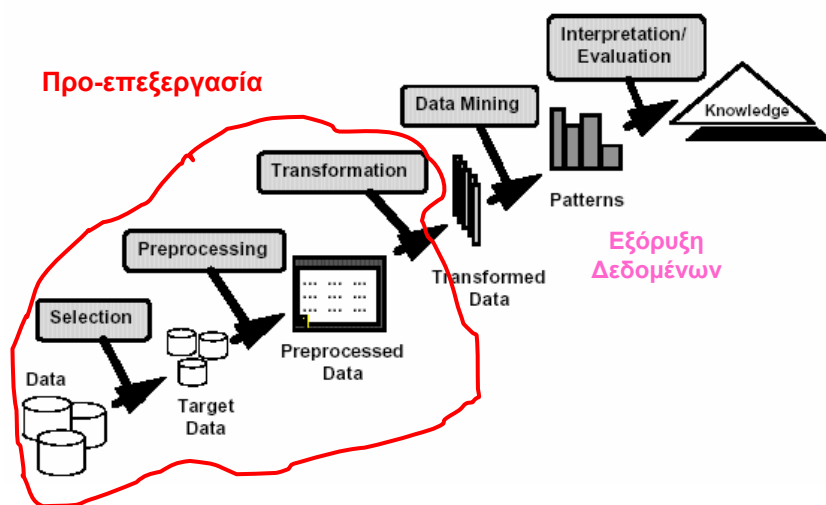 Interpretation/
Evaluation
Προ-επεξεργασία
Data Mining
Knowledge
Transformation
Patterns
Preprocessing
Εξόρυξη
Δεδομένων
Transformed
Data
... ... ...
... ... ...
... ... ...
Selection
Preprocessed
Data
Data
Target
Data